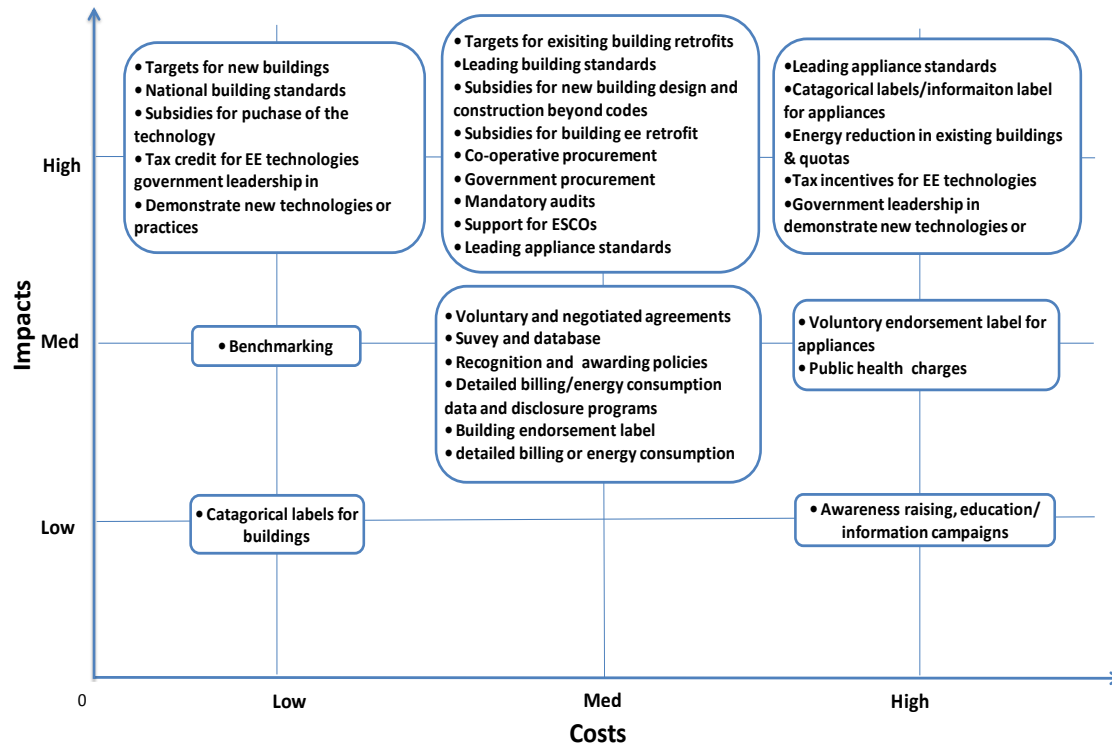 • Targets for new buildings
• National building standards
• Subsidies for puchase of the
technology
• Tax credit for EE technologies
government leadership in
• Demonstrate new technologies or
practices
• Targets for exisiting building retrofits
•Leading building standards
• Subsidies for new building design and
construction beyond codes
• Subsidies for building ee retrofit
• Co-operative procurement
• Government procurement
• Mandatory audits
• Support for ESCOs
• Leading appliance standards
•Leading appliance standards
• Catagorical labels/informaiton label
for appliances
•Energy reduction in existing buildings
& quotas
•Tax incentives for EE technologies
•Government leadership in
demonstrate new technologies or
High
Impacts
Med
• Benchmarking
• Voluntary and negotiated agreements
• Suvey and database
• Recognition and awarding policies
• Detailed billing/energy consumption
data and disclosure programs
• Building endorsement label
• detailed billing or energy consumption
• Voluntory endorsement label for
appliances
• Public health charges
Low
• Catagorical labels for
buildings
• Awareness raising, education/
information campaigns
0
Low
Med
High
Costs